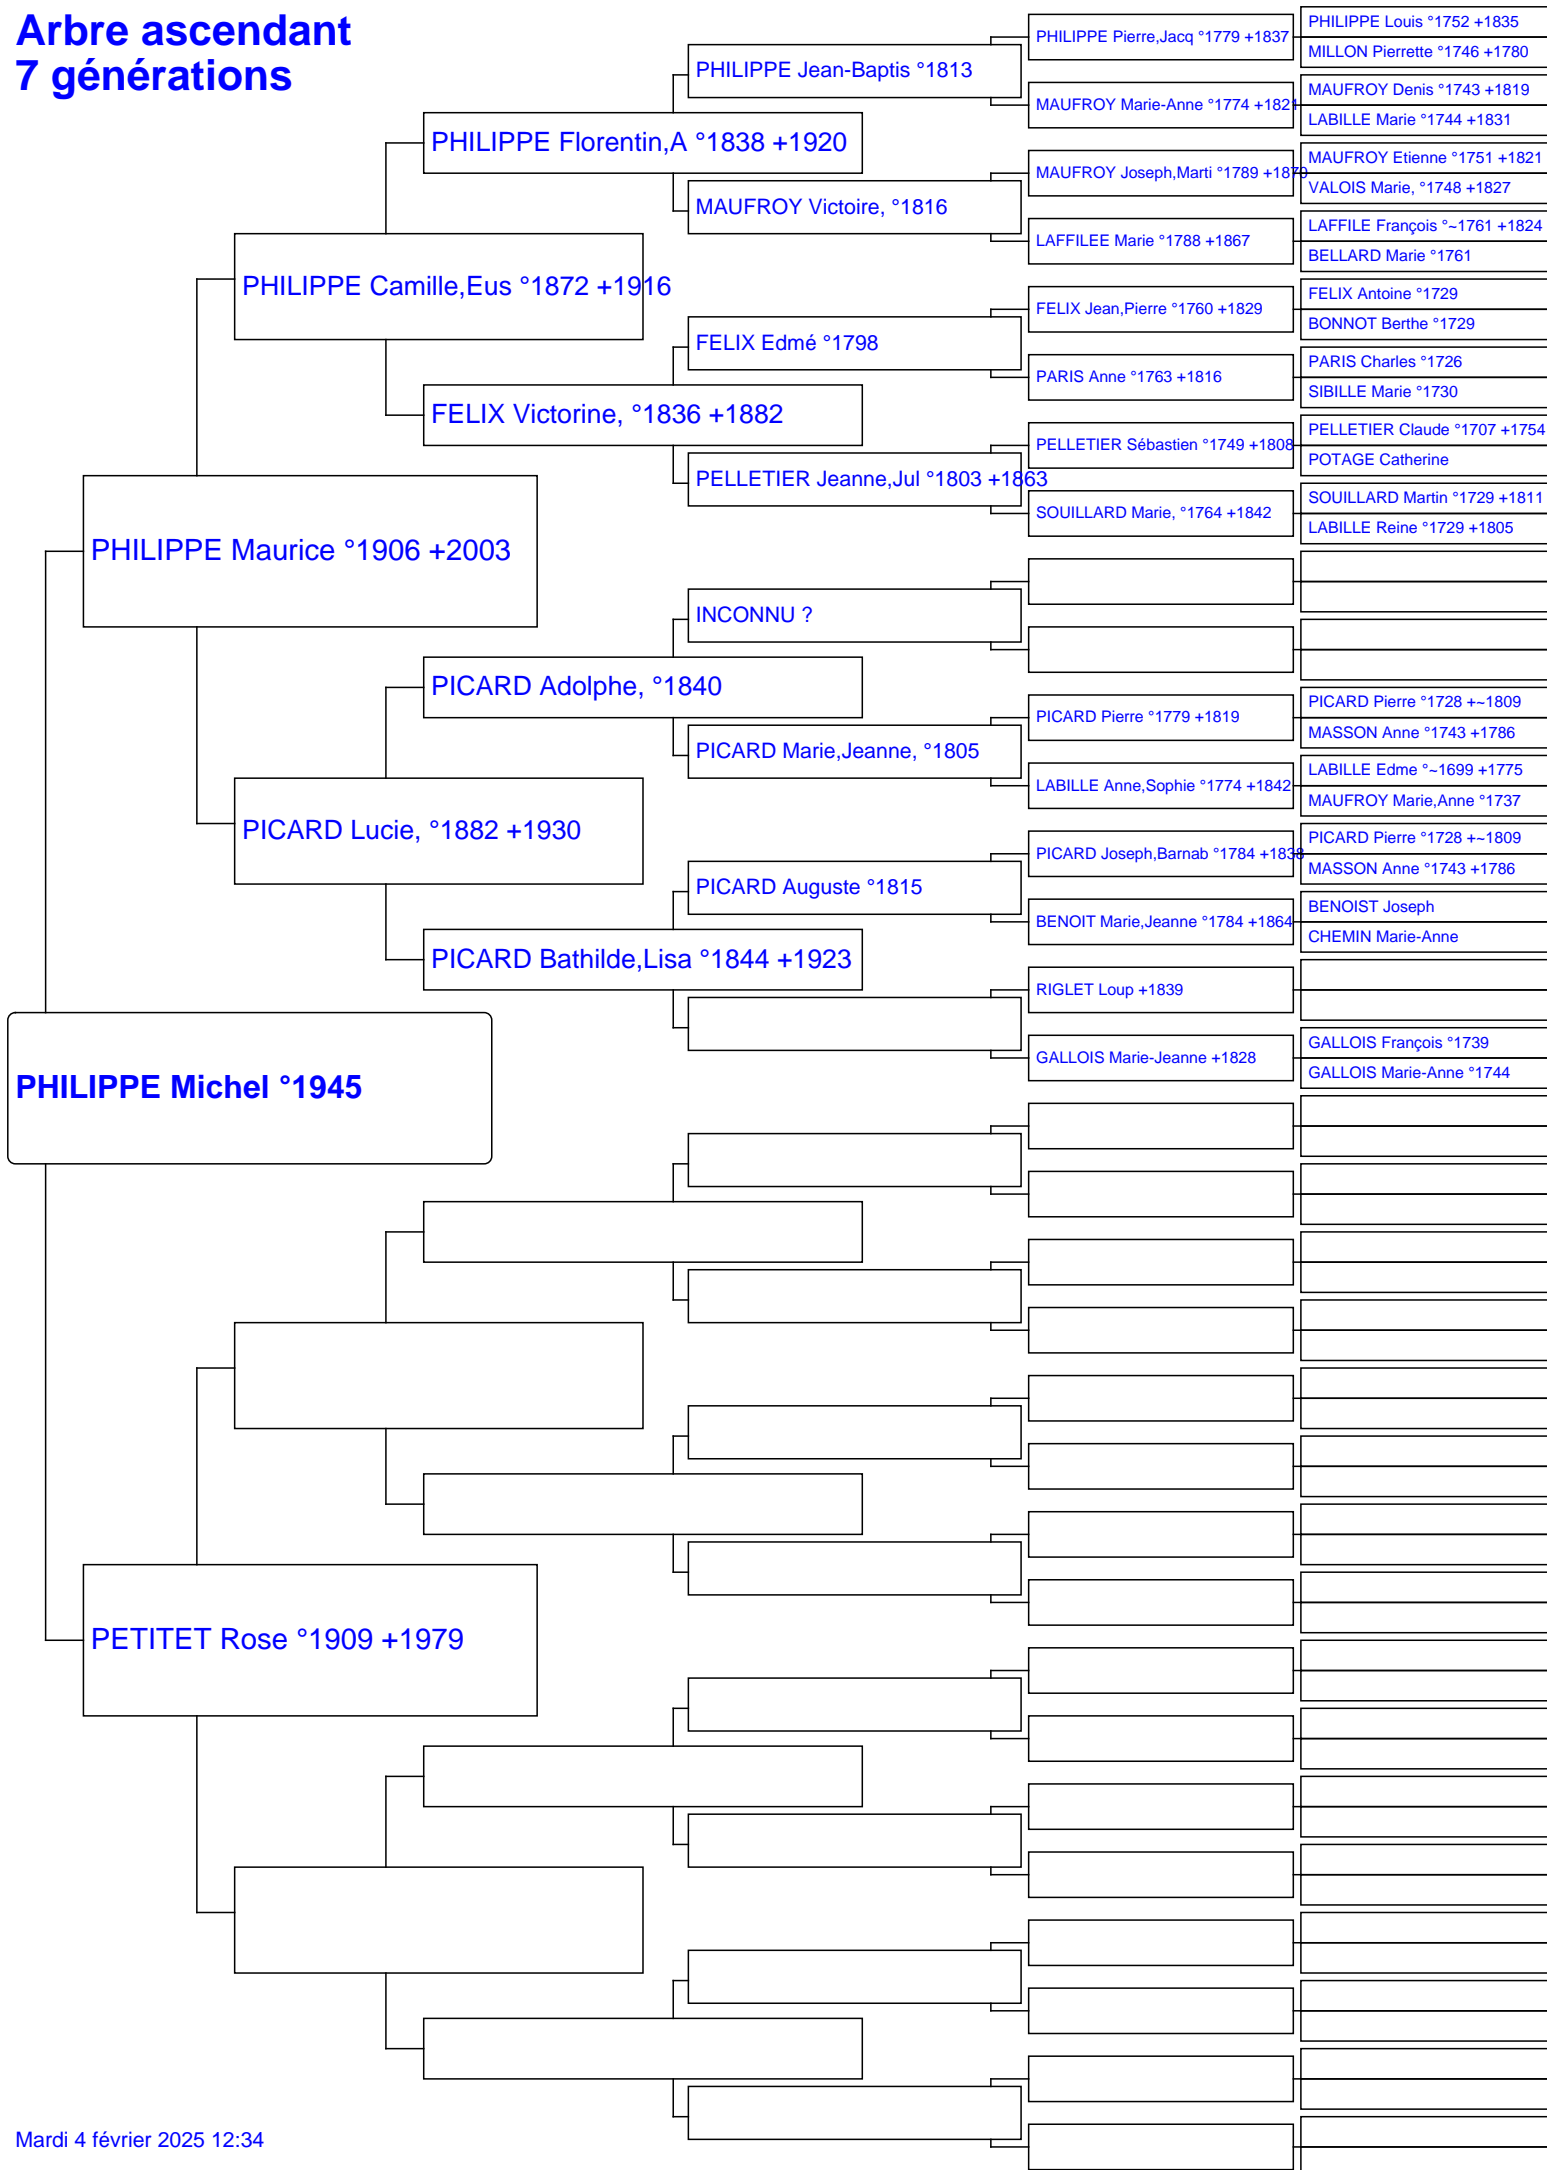 Arbre ascendant
7 générations
PHILIPPE Michel °1945
PHILIPPE Maurice °1906 +2003
PETITET Rose °1909 +1979
PHILIPPE Camille,Eus °1872 +1916
PICARD Lucie, °1882 +1930
PHILIPPE Florentin,A °1838 +1920
FELIX Victorine, °1836 +1882
PICARD Adolphe, °1840
PICARD Bathilde,Lisa °1844 +1923
PHILIPPE Jean-Baptis °1813
MAUFROY Victoire, °1816
FELIX Edmé °1798
PELLETIER Jeanne,Jul °1803 +1863
INCONNU ?
PICARD Marie,Jeanne, °1805
PICARD Auguste °1815
PHILIPPE Pierre,Jacq °1779 +1837
MAUFROY Marie-Anne °1774 +1821
MAUFROY Joseph,Marti °1789 +1870
LAFFILEE Marie °1788 +1867
FELIX Jean,Pierre °1760 +1829
PARIS Anne °1763 +1816
PELLETIER Sébastien °1749 +1808
SOUILLARD Marie, °1764 +1842
PICARD Pierre °1779 +1819
LABILLE Anne,Sophie °1774 +1842
PICARD Joseph,Barnab °1784 +1838
BENOIT Marie,Jeanne °1784 +1864
RIGLET Loup +1839
GALLOIS Marie-Jeanne +1828
PHILIPPE Louis °1752 +1835
MILLON Pierrette °1746 +1780
MAUFROY Denis °1743 +1819
LABILLE Marie °1744 +1831
MAUFROY Etienne °1751 +1821
VALOIS Marie, °1748 +1827
LAFFILE François °~1761 +1824
BELLARD Marie °1761
FELIX Antoine °1729
BONNOT Berthe °1729
PARIS Charles °1726
SIBILLE Marie °1730
PELLETIER Claude °1707 +1754
POTAGE Catherine
SOUILLARD Martin °1729 +1811
LABILLE Reine °1729 +1805
PICARD Pierre °1728 +~1809
MASSON Anne °1743 +1786
LABILLE Edme °~1699 +1775
MAUFROY Marie,Anne °1737
PICARD Pierre °1728 +~1809
MASSON Anne °1743 +1786
BENOIST Joseph
CHEMIN Marie-Anne
GALLOIS François °1739
GALLOIS Marie-Anne °1744
Mardi 4 février 2025 12:34